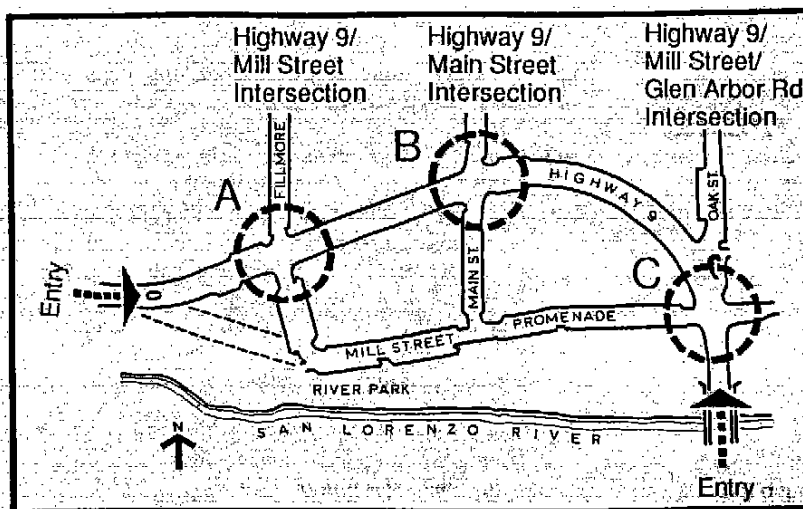 Highway 9/
Mill Street
Intersection
Highway 9/
Main Street
Intersection
Highway 9/
Mill Street/
Glen Arbor Rd
Intersection
FILLMORE
B
A
HIGHWAY 9
OAK ST.
C
Entry
MAIN ST.
PROMENADE
MILL STREET
RIVER PARK
N
SAN LORENZO RIVER
Entry